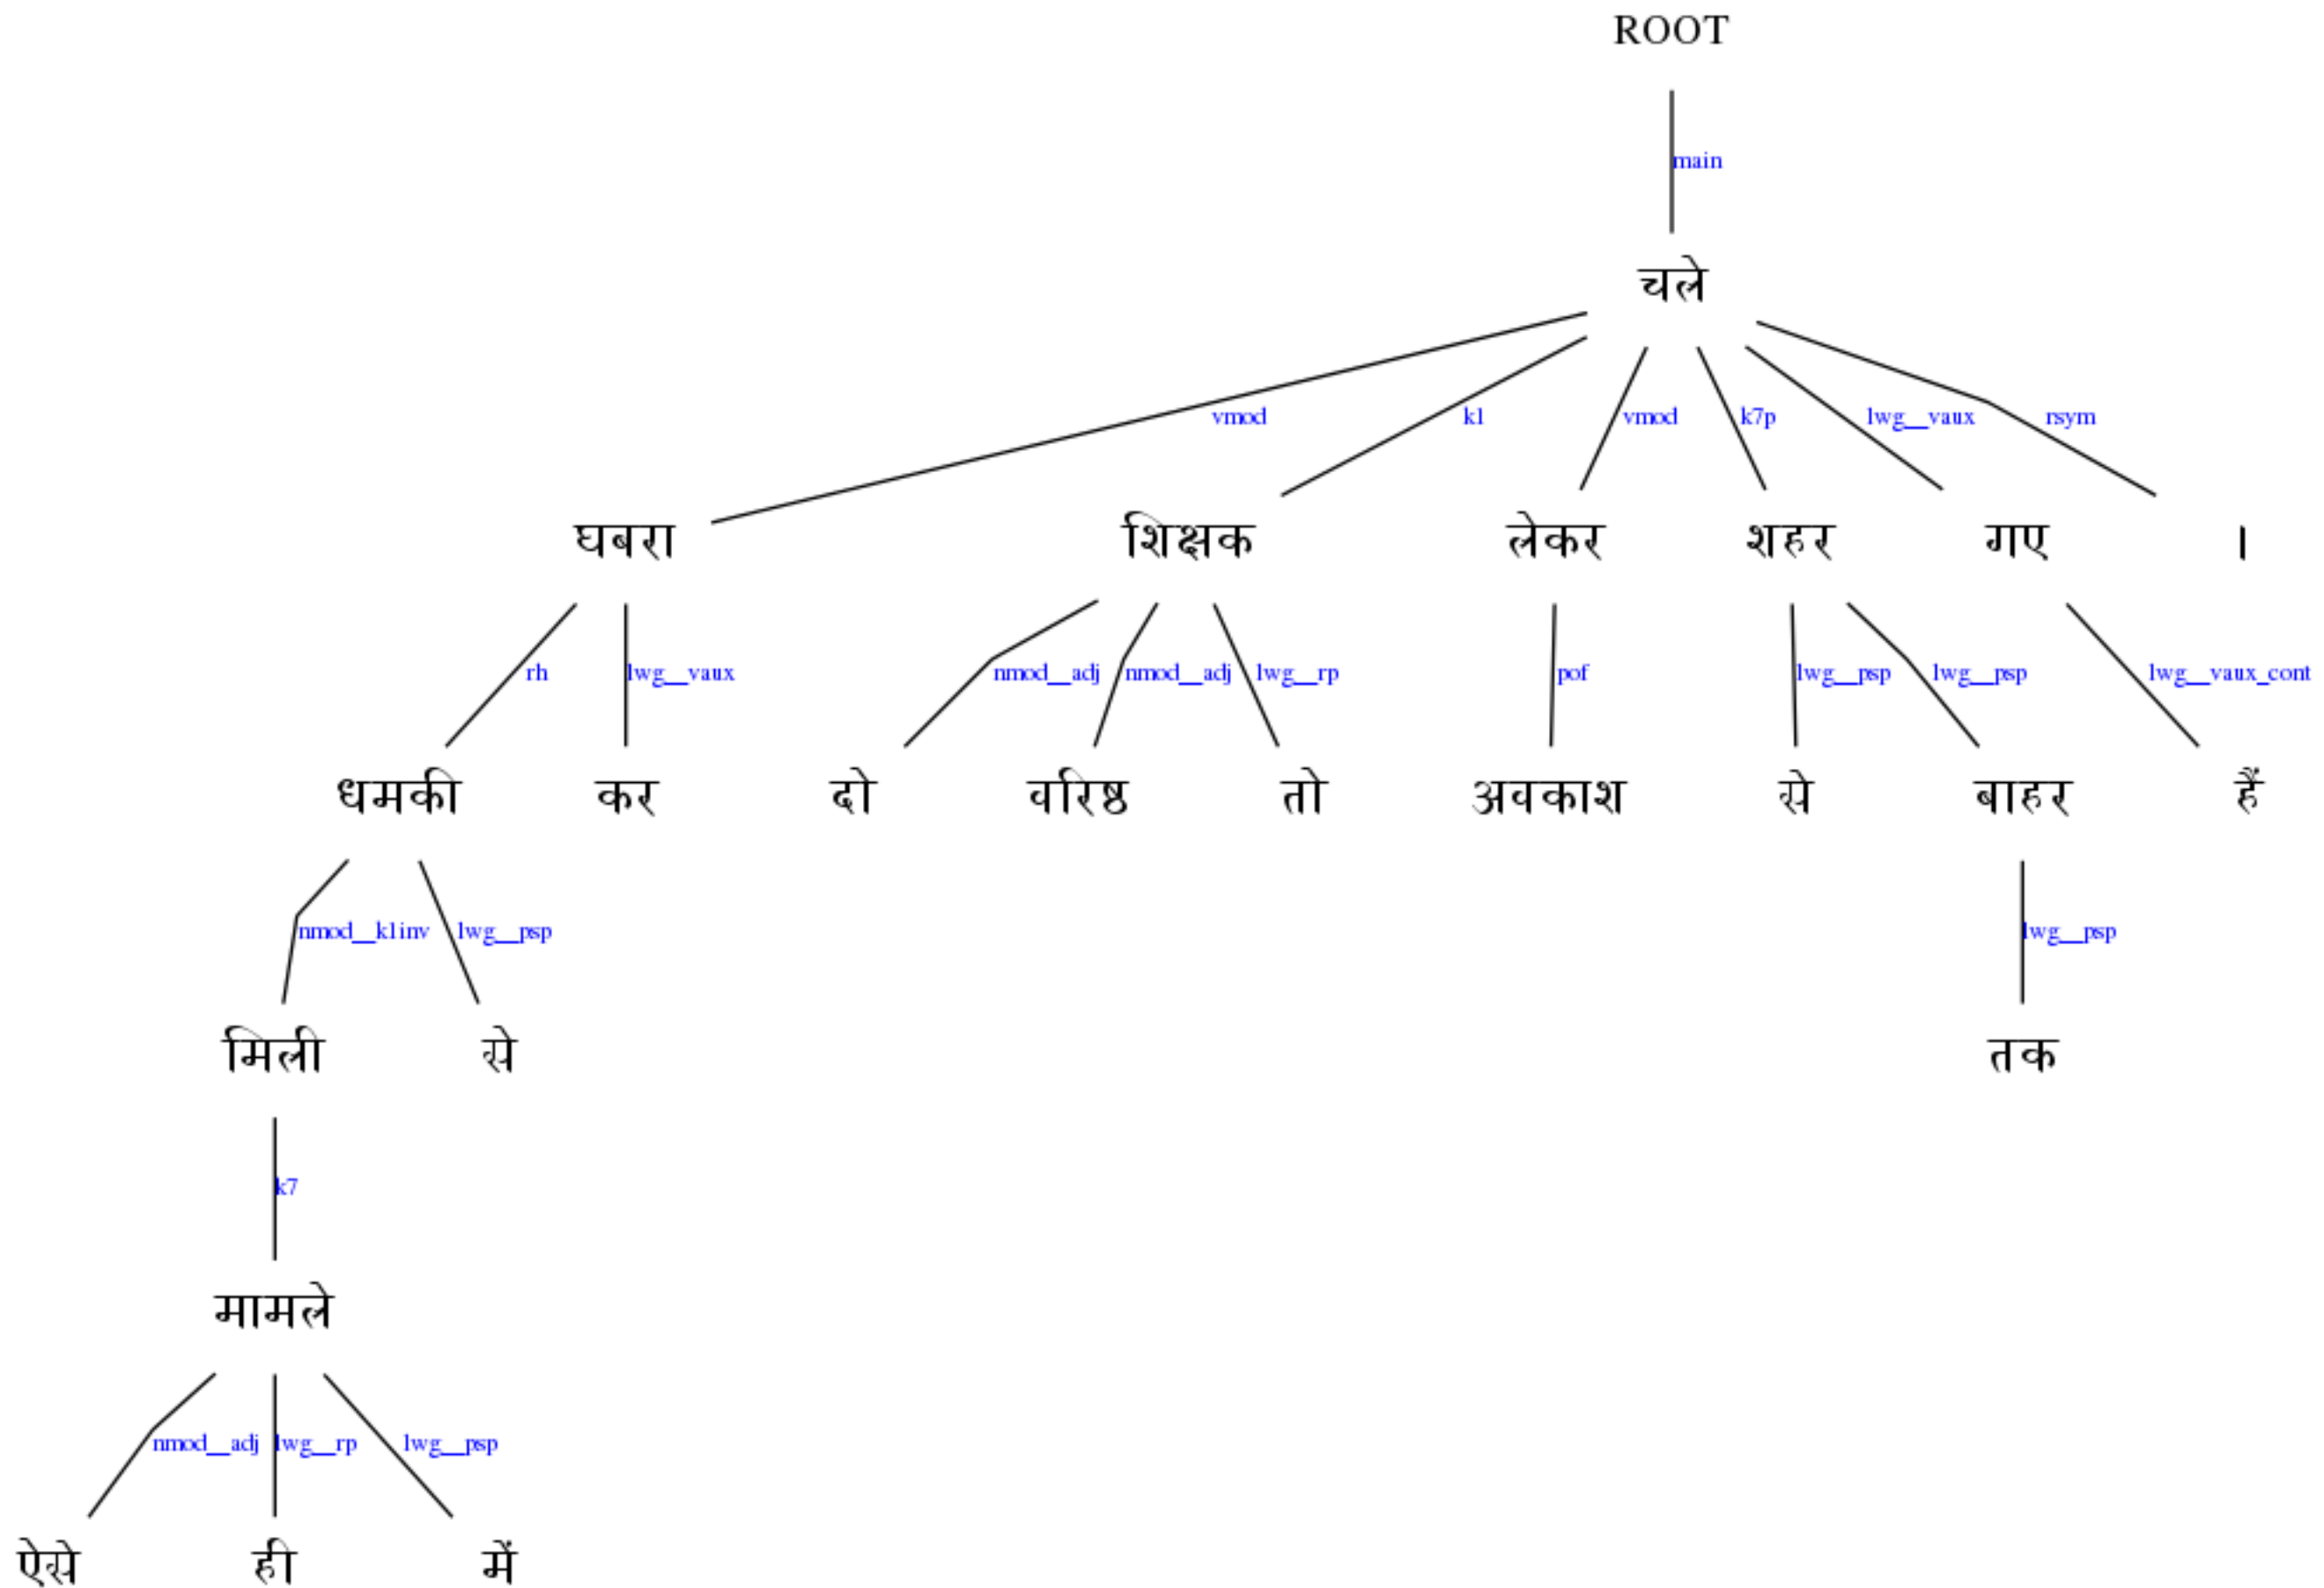 ROOT
main
चले
vmod k1 vmod k7p lwg__vaux rsym
घबरा शिक्षक लेकर शहर गए ।
rh lwg__vaux nmod__adj nmod__adj lwg__rp pof lwg__psp lwg__psp lwg__vaux_cont
धमकी कर दो वरिष्ठ तो अवकाश से बाहर हैं
nmod__k1inv lwg__psp lwg__psp
मिली से तक
k7
मामले
nmod__adj lwg__rp lwg__psp
ऐसे ही में